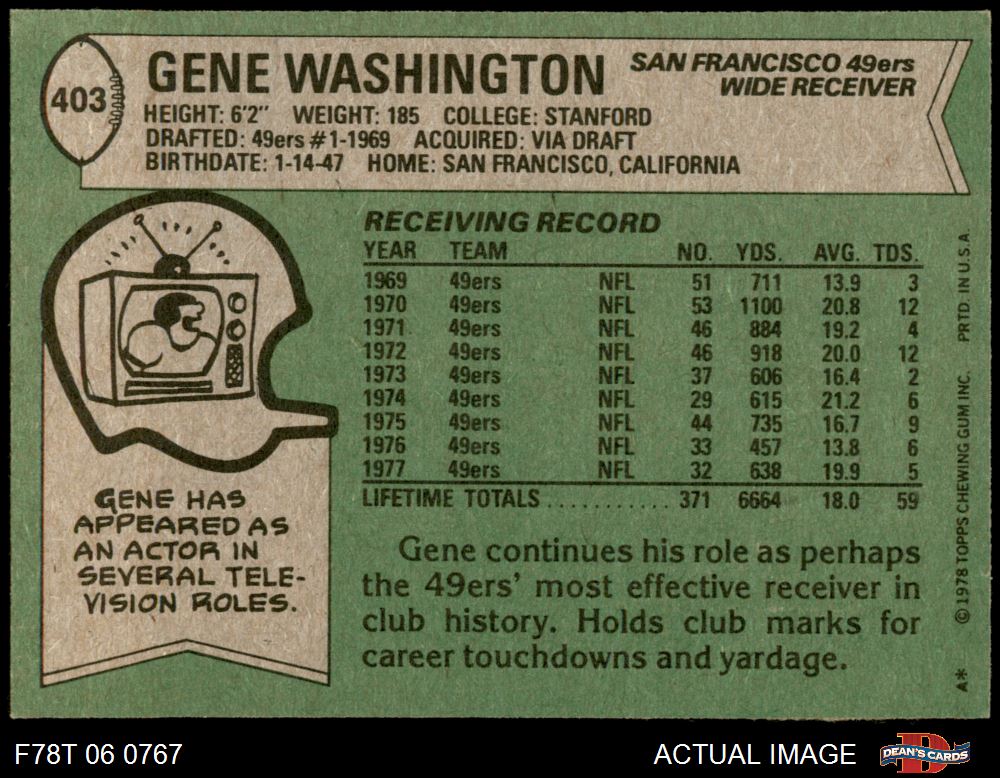 403
GENE WASHINGTON
SAN FRANCISCO 49ers
WIDE RECEIVER
HEIGHT: 6'2" WEIGHT: 185 COLLEGE: STANFORD
DRAFTED: 49ers #1-1969 ACQUIRED: VIA DRAFT
BIRTHDATE: 1-14-47 HOME: SAN FRANCISCO, CALIFORNIA
RECEIVING RECORD
YEAR TEAM NO. YDS. AVG. TDS.
1969 49ers NFL 51 711 13.9 3
1970 49ers NFL 53 1100 20.8 12
1971 49ers NFL 46 884 19.2 4
1972 49ers NFL 46 918 20.0 12
1973 49ers NFL 37 606 16.4 2
1974 49ers NFL 29 615 21.2 6
1975 49ers NFL 44 735 16.7 9
1976 49ers NFL 33 457 13.8 6
1977 49ers NFL 32 638 19.9 5
LIFETIME TOTALS ........... 371 6664 18.0 59
GENE HAS
APPEARED AS
AN ACTOR IN
SEVERAL TELE-
VISION ROLES.
Gene continues his role as perhaps
the 49ers' most effective receiver in
club history. Holds club marks for
career touchdowns and yardage.
A* © 1978 TOPPS CHEWING GUM INC. PRTD. IN U.S.A.
F78T 06 0767
ACTUAL IMAGE
DEAN'S CARDS